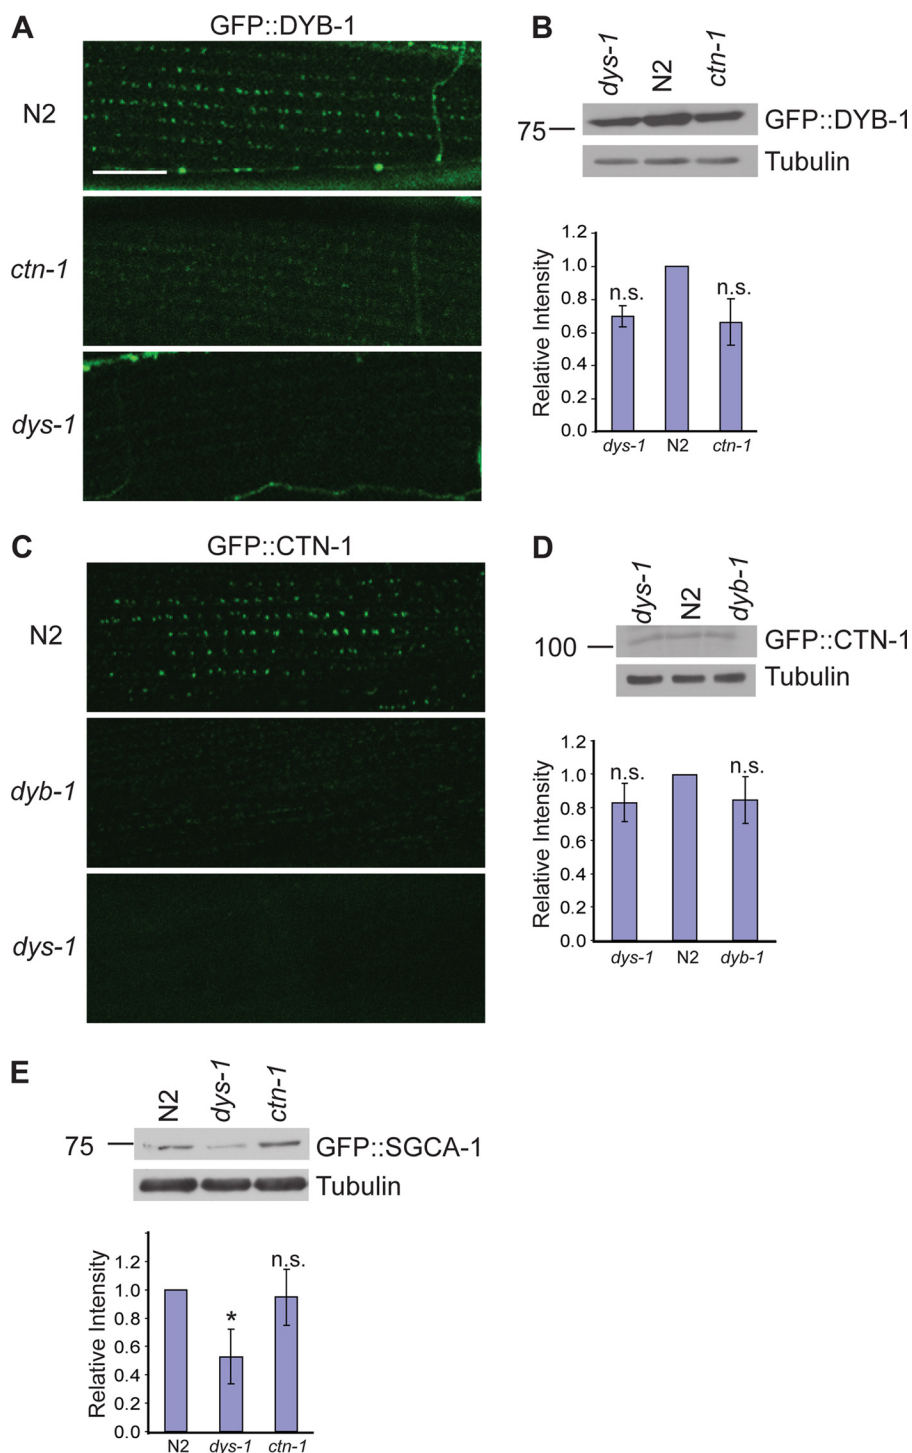 A
GFP::DYB-1
N2
ctn-1
dys-1
B
dys-1 N2 ctn-1
75
GFP::DYB-1
Tubulin
Relative Intensity
1.2
1.0
0.8
0.6
0.4
0.2
0.0
n.s.
n.s.
dys-1 N2 ctn-1
C
GFP::CTN-1
N2
dyb-1
dys-1
D
dys-1 N2 dyb-1
100
GFP::CTN-1
Tubulin
Relative Intensity
1.2
1.0
0.8
0.6
0.4
0.2
0.0
n.s.
n.s.
dys-1 N2 dyb-1
E
N2 dys-1 ctn-1
75
GFP::SGCA-1
Tubulin
Relative Intensity
1.2
1.0
0.8
0.6
0.4
0.2
0.0
*
n.s.
N2 dys-1 ctn-1